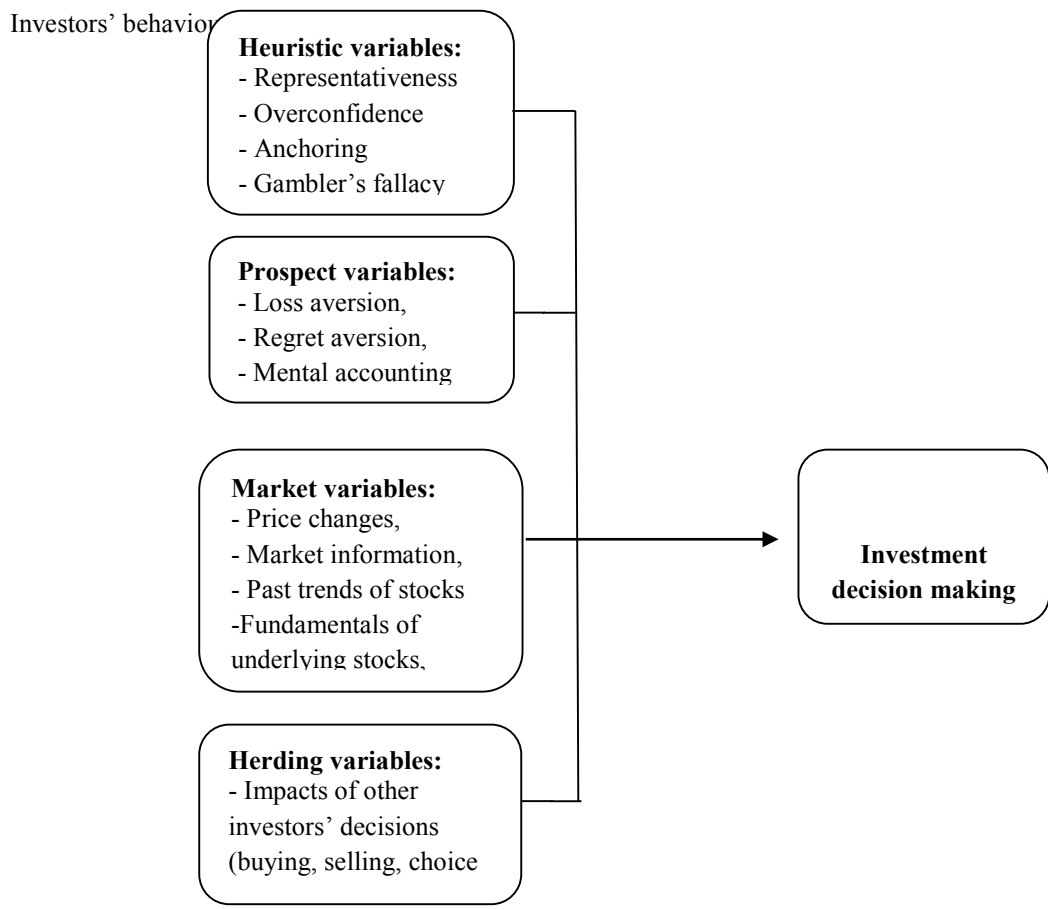 Investors’ behaviou
Heuristic variables:
- Representativeness
- Overconfidence
- Anchoring
- Gambler’s fallacy
Prospect variables:
- Loss aversion,
- Regret aversion,
- Mental accounting
Market variables:
- Price changes,
- Market information,
- Past trends of stocks
-Fundamentals of
underlying stocks,
Investment
decision making
Herding variables:
- Impacts of other
investors’ decisions
(buying, selling, choice